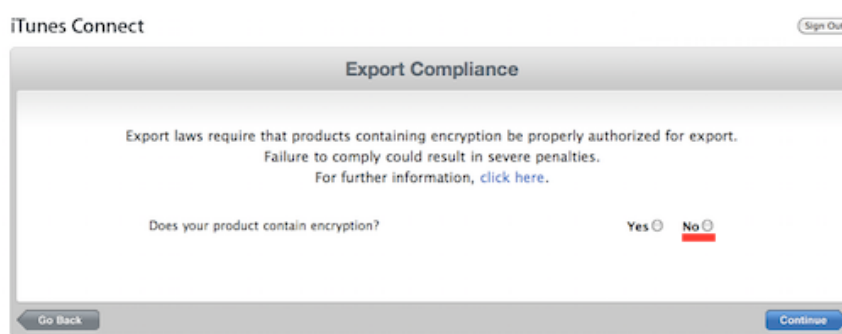 iTunes Connect
Sign Out
Export Compliance
Export laws require that products containing encryption be properly authorized for export.
Failure to comply could result in severe penalties.
For further information, click here.
Does your product contain encryption? Yes No
Go Back Continue